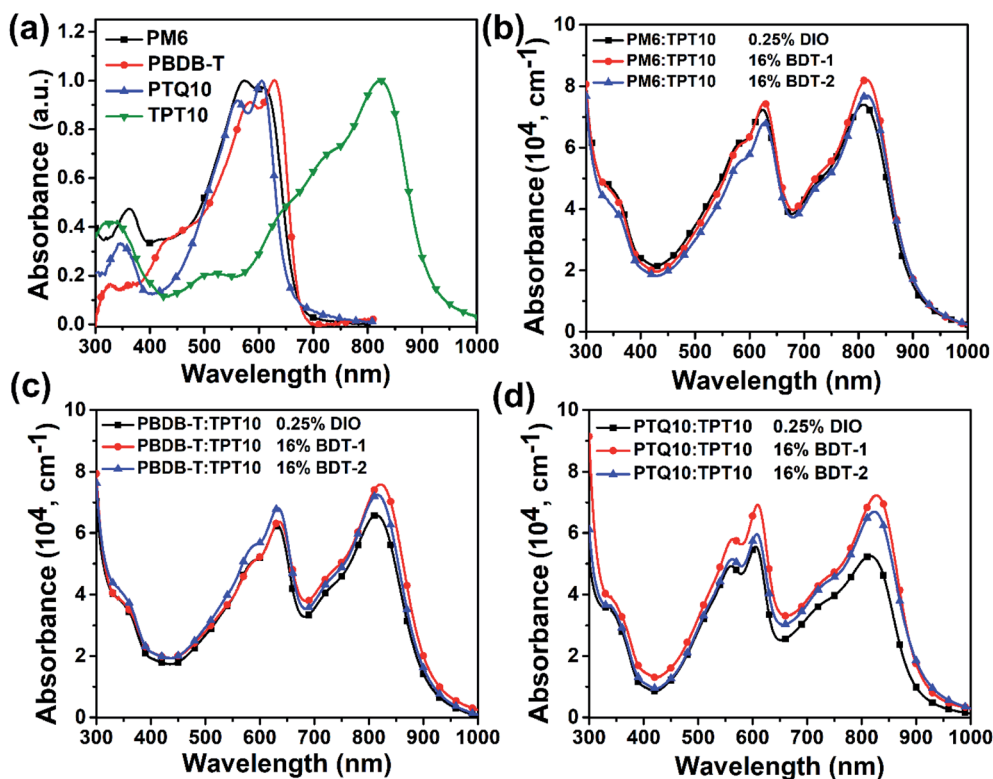 (a)
PM6
PBDB-T
PTQ10
TPT10
Absorbance (a.u.)
1.2
1.0
0.8
0.6
0.4
0.2
0.0
300 400 500 600 700 800 900 1000
Wavelength (nm)
(b)
PM6:TPT10 0.25% DIO
PM6:TPT10 16% BDT-1
PM6:TPT10 16% BDT-2
Absorbance (10⁴, cm⁻¹)
10
8
6
4
2
0
300 400 500 600 700 800 900 1000
Wavelength (nm)
(c)
PBDB-T:TPT10 0.25% DIO
PBDB-T:TPT10 16% BDT-1
PBDB-T:TPT10 16% BDT-2
Absorbance (10⁴, cm⁻¹)
10
8
6
4
2
0
300 400 500 600 700 800 900 1000
Wavelength (nm)
(d)
PTQ10:TPT10 0.25% DIO
PTQ10:TPT10 16% BDT-1
PTQ10:TPT10 16% BDT-2
Absorbance (10⁴, cm⁻¹)
10
8
6
4
2
0
300 400 500 600 700 800 900 1000
Wavelength (nm)